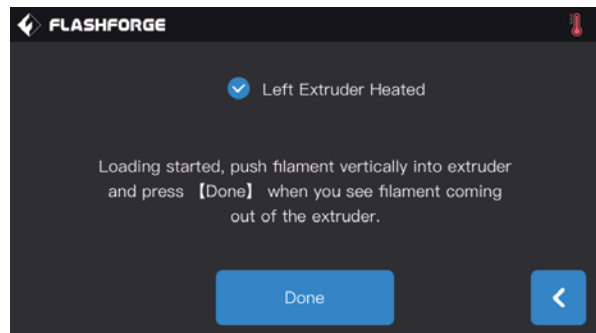 FLASHFORGE
Left Extruder Heated
Loading started, push filament vertically into extruder
and press 【Done】 when you see filament coming
out of the extruder.
Done